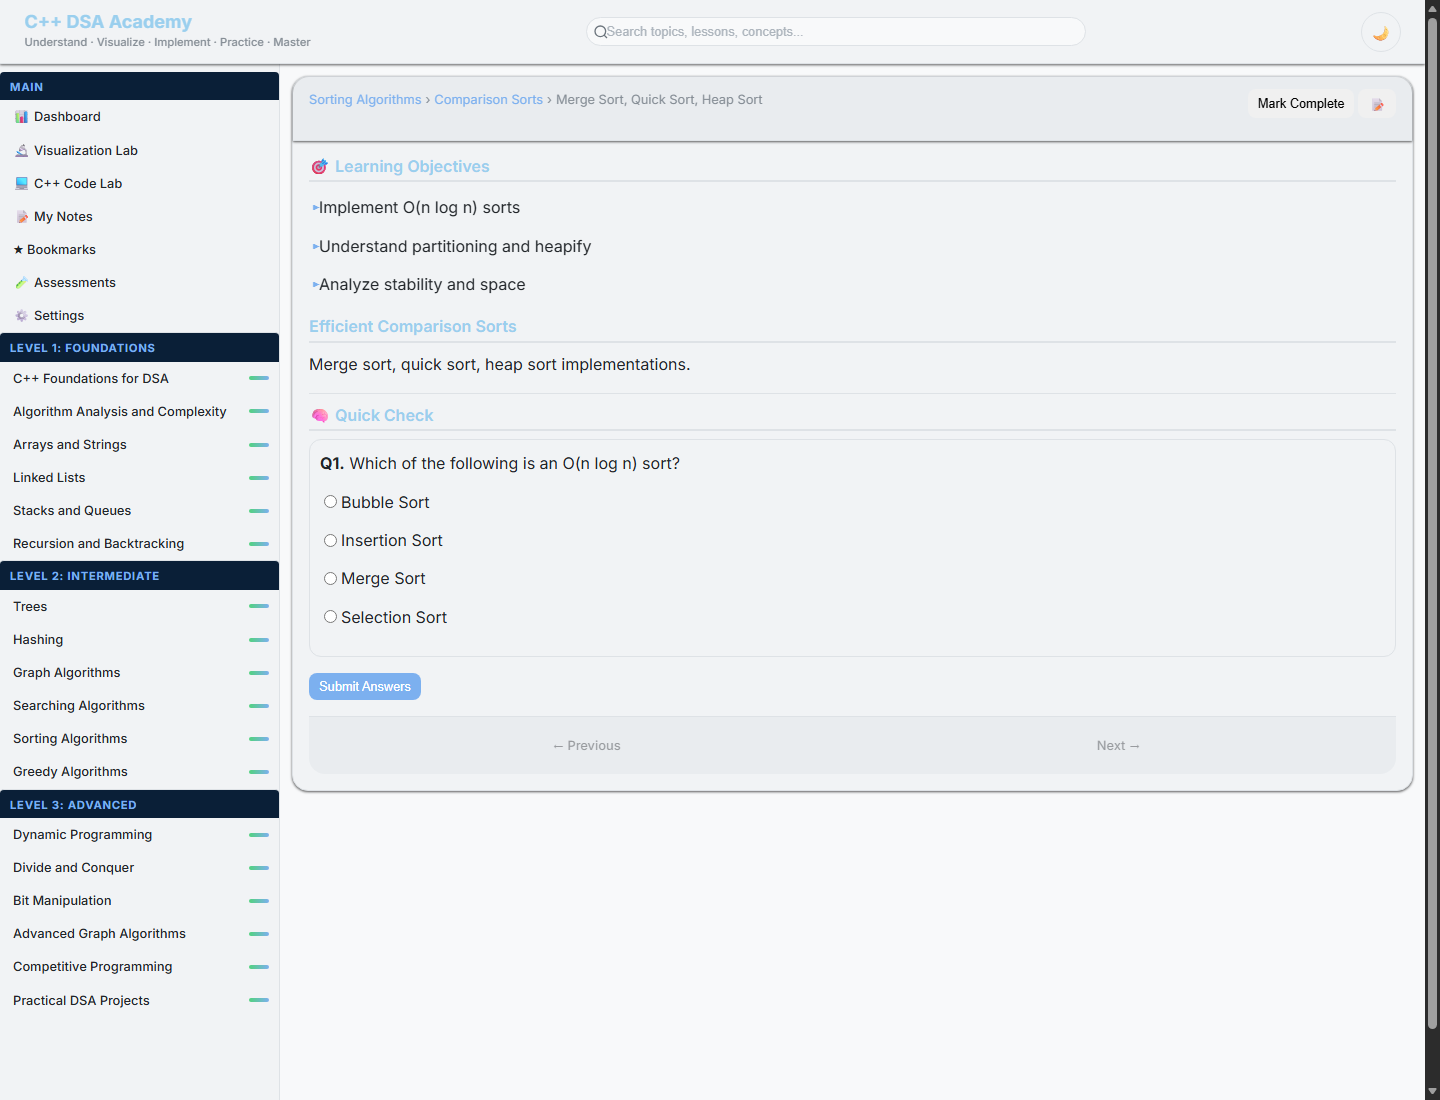 C++ DSA Academy
Understand · Visualize · Implement · Practice · Master
Search topics, lessons, concepts...
MAIN
Dashboard
Visualization Lab
C++ Code Lab
My Notes
★ Bookmarks
Assessments
Settings
LEVEL 1: FOUNDATIONS
C++ Foundations for DSA
Algorithm Analysis and Complexity
Arrays and Strings
Linked Lists
Stacks and Queues
Recursion and Backtracking
LEVEL 2: INTERMEDIATE
Trees
Hashing
Graph Algorithms
Searching Algorithms
Sorting Algorithms
Greedy Algorithms
LEVEL 3: ADVANCED
Dynamic Programming
Divide and Conquer
Bit Manipulation
Advanced Graph Algorithms
Competitive Programming
Practical DSA Projects
Sorting Algorithms › Comparison Sorts › Merge Sort, Quick Sort, Heap Sort
Mark Complete
Learning Objectives
Implement O(n log n) sorts
Understand partitioning and heapify
Analyze stability and space
Efficient Comparison Sorts
Merge sort, quick sort, heap sort implementations.
Quick Check
Q1. Which of the following is an O(n log n) sort?
Bubble Sort
Insertion Sort
Merge Sort
Selection Sort
Submit Answers
← Previous
Next →